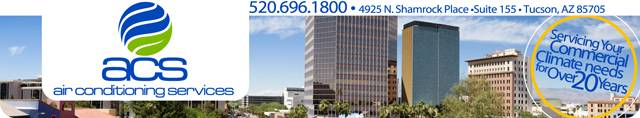 520.696.1800 • 4925 N. Shamrock Place •Suite 155 • Tucson, AZ 85705
acs
air conditioning services
Servicing Your
Commercial
Climate needs
for Over
20 Years